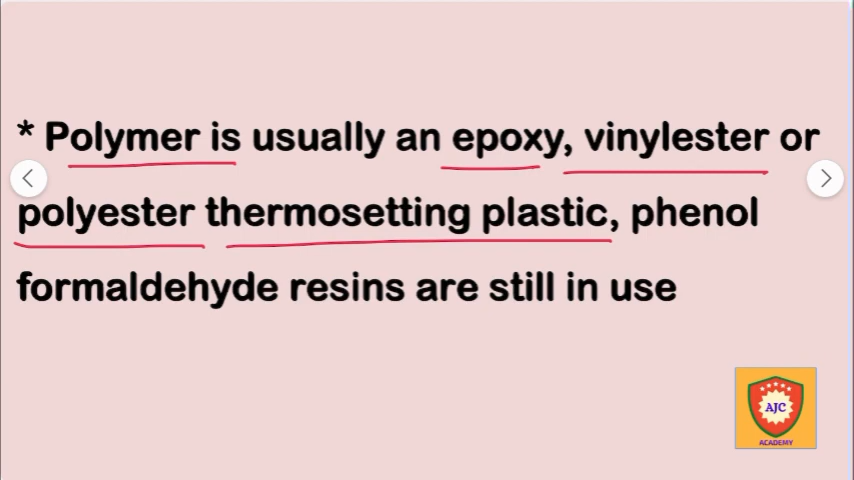 * Polymer is usually an epoxy, vinylester or
polyester thermosetting plastic, phenol
formaldehyde resins are still in use
AJC
ACADEMY